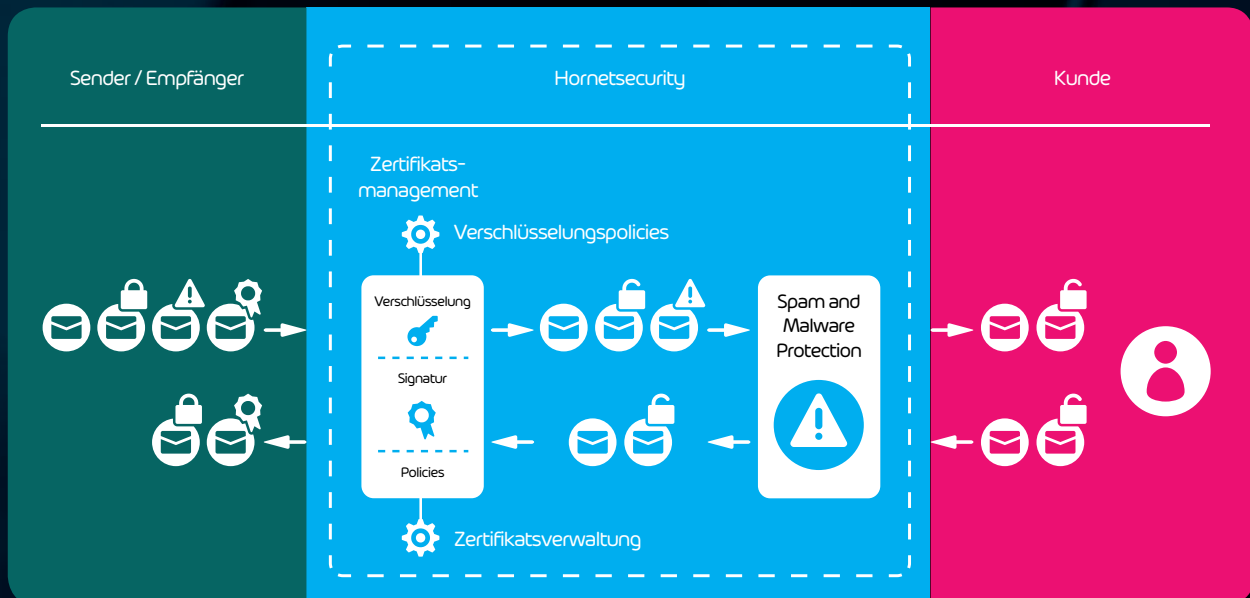 Sender / Empfänger
Hornetsecurity
Kunde
Zertifikats-
management
Verschlüsselungspolicies
Verschlüsselung
Signatur
Policies
Spam and
Malware
Protection
Zertifikatsverwaltung